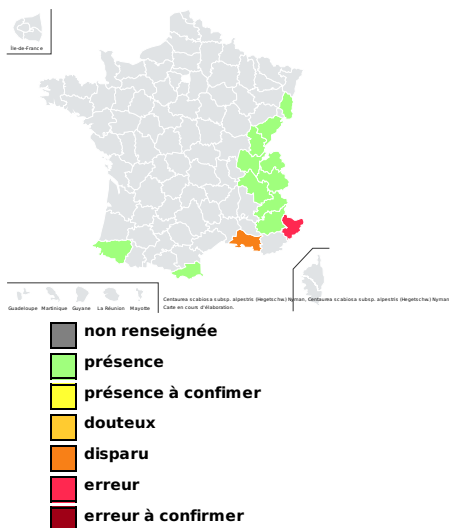 Île-de-France
Guadeloupe Martinique Guyane La Réunion Mayotte
Centaurea scabiosa subsp. alpestris (Hegetschw.) Nyman, Centaurea scabiosa subsp. alpestris (Hegetschw.) Nyman
Carte en cours d'élaboration.
non renseignée
présence
présence à confimer
douteux
disparu
erreur
erreur à confirmer